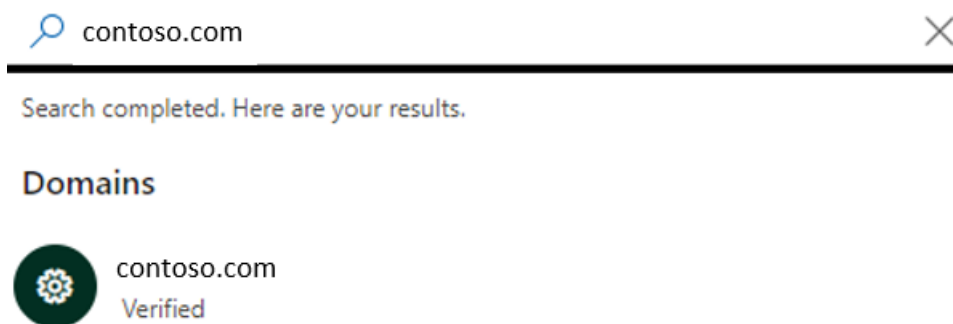 contoso.com
Search completed. Here are your results.
Domains
contoso.com
Verified